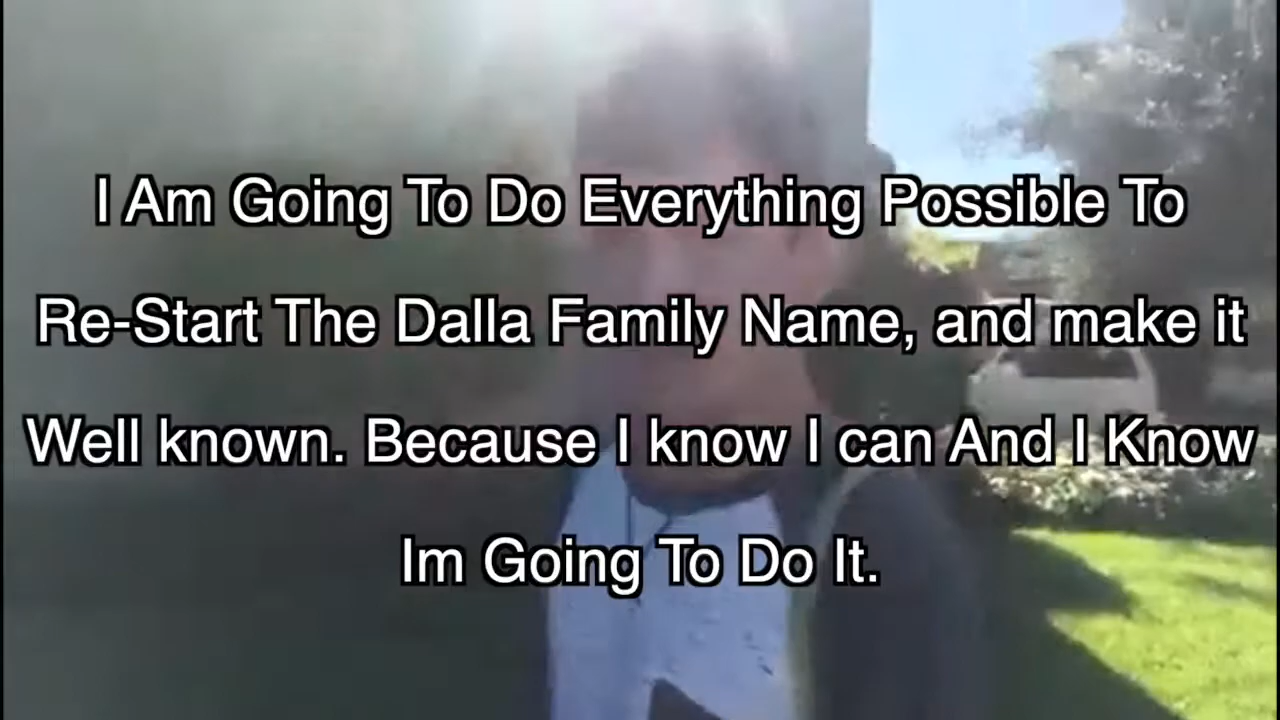 I Am Going To Do Everything Possible To
Re-Start The Dalla Family Name, and make it
Well known. Because I know I can And I Know
Im Going To Do It.